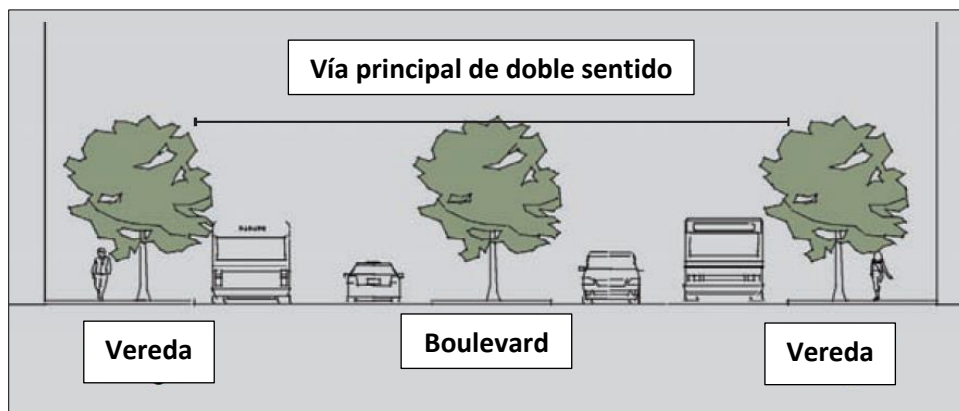 Vía principal de doble sentido
Vereda
Boulevard
Vereda